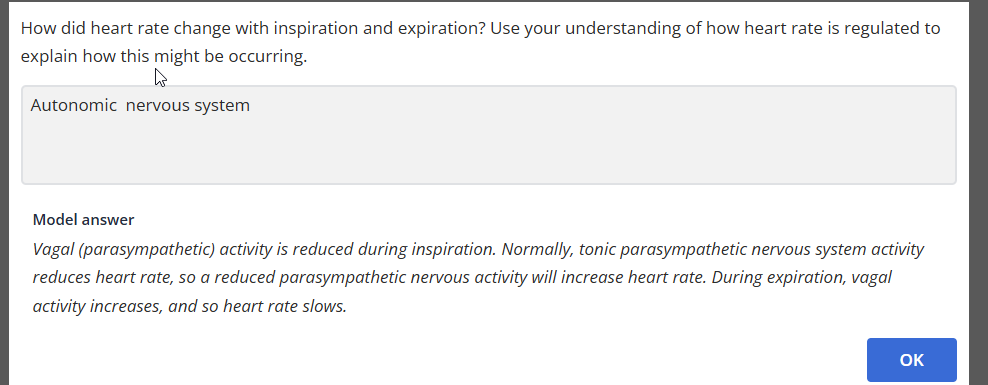 How did heart rate change with inspiration and expiration? Use your understanding of how heart rate is regulated to
explain how this might be occurring.
Autonomic  nervous system
Model answer
Vagal (parasympathetic) activity is reduced during inspiration. Normally, tonic parasympathetic nervous system activity
reduces heart rate, so a reduced parasympathetic nervous activity will increase heart rate. During expiration, vagal
activity increases, and so heart rate slows.
OK